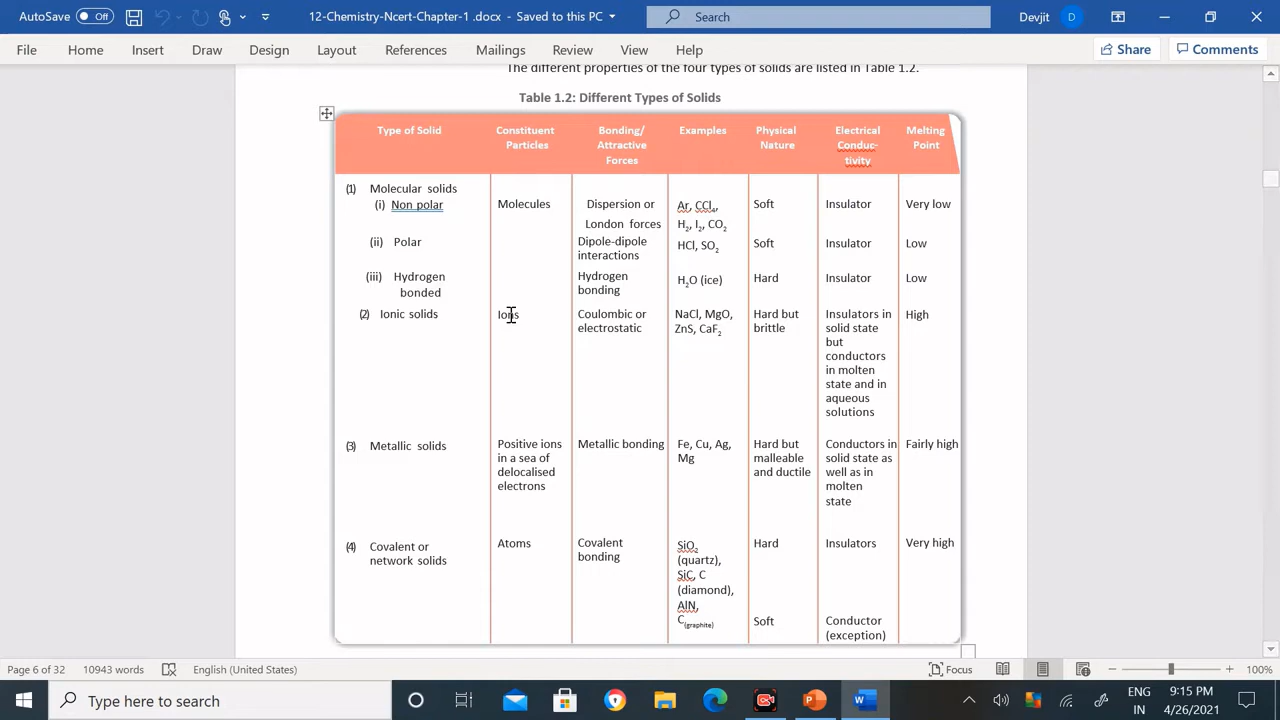 AutoSave Off 12-Chemistry-Ncert-Chapter-1 .docx - Saved to this PC Search Devjit D
File Home Insert Draw Design Layout References Mailings Review View Help Share Comments
The different properties of the four types of solids are listed in Table 1.2.
Table 1.2: Different Types of Solids
Type of Solid
Constituent
Particles
Bonding/
Attractive
Forces
Examples
Physical
Nature
Electrical
Conduc-
tivity
Melting
Point
(1) Molecular solids
(i) Non polar
Molecules
Dispersion or
London forces
Ar, CCl₄,
H₂, I₂, CO₂
Soft
Insulator
Very low
(ii) Polar
Dipole-dipole
interactions
HCl, SO₂
Soft
Insulator
Low
(iii) Hydrogen
bonded
Hydrogen
bonding
H₂O (ice)
Hard
Insulator
Low
(2) Ionic solids
Ions
Coulombic or
electrostatic
NaCl, MgO,
ZnS, CaF₂
Hard but
brittle
Insulators in
solid state
but
conductors
in molten
state and in
aqueous
solutions
High
(3) Metallic solids
Positive ions
in a sea of
delocalised
electrons
Metallic bonding
Fe, Cu, Ag,
Mg
Hard but
malleable
and ductile
Conductors in
solid state as
well as in
molten
state
Fairly high
(4) Covalent or
network solids
Atoms
Covalent
bonding
SiO₂
(quartz),
SiC, C
(diamond),
AlN,
C(graphite)
Hard
Soft
Insulators
Conductor
(exception)
Very high
Page 6 of 32 10943 words English (United States) Focus 100%
Type here to search
ENG
IN
9:15 PM
4/26/2021